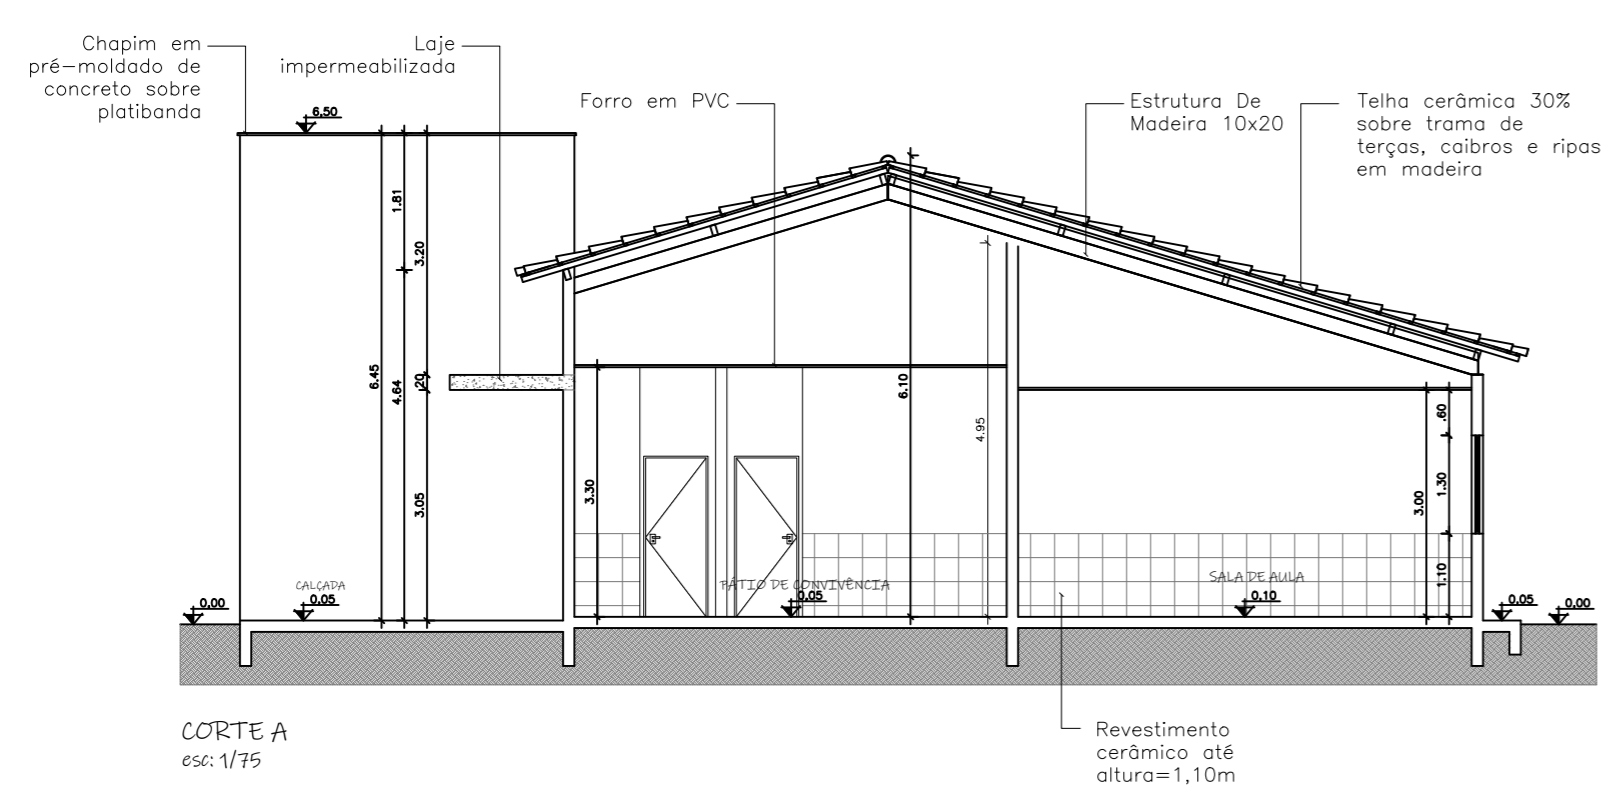 Chapim em
pré-moldado de
concreto sobre
platibanda
Laje
impermeabilizada
Forro em PVC
Estrutura De
Madeira 10x20
Telha cerâmica 30%
sobre trama de
terças, caibros e ripas
em madeira
6.50
1.81
3.20
6.45
4.64
.20
3.05
3.30
6.10
4.95
.60
1.30
3.00
1.10
CALÇADA
0.05
0.00
PÁTIO DE CONVIVÊNCIA
0.05
SALA DE AULA
0.10
0.05
0.00
CORTE A
esc: 1/75
Revestimento
cerâmico até
altura=1,10m